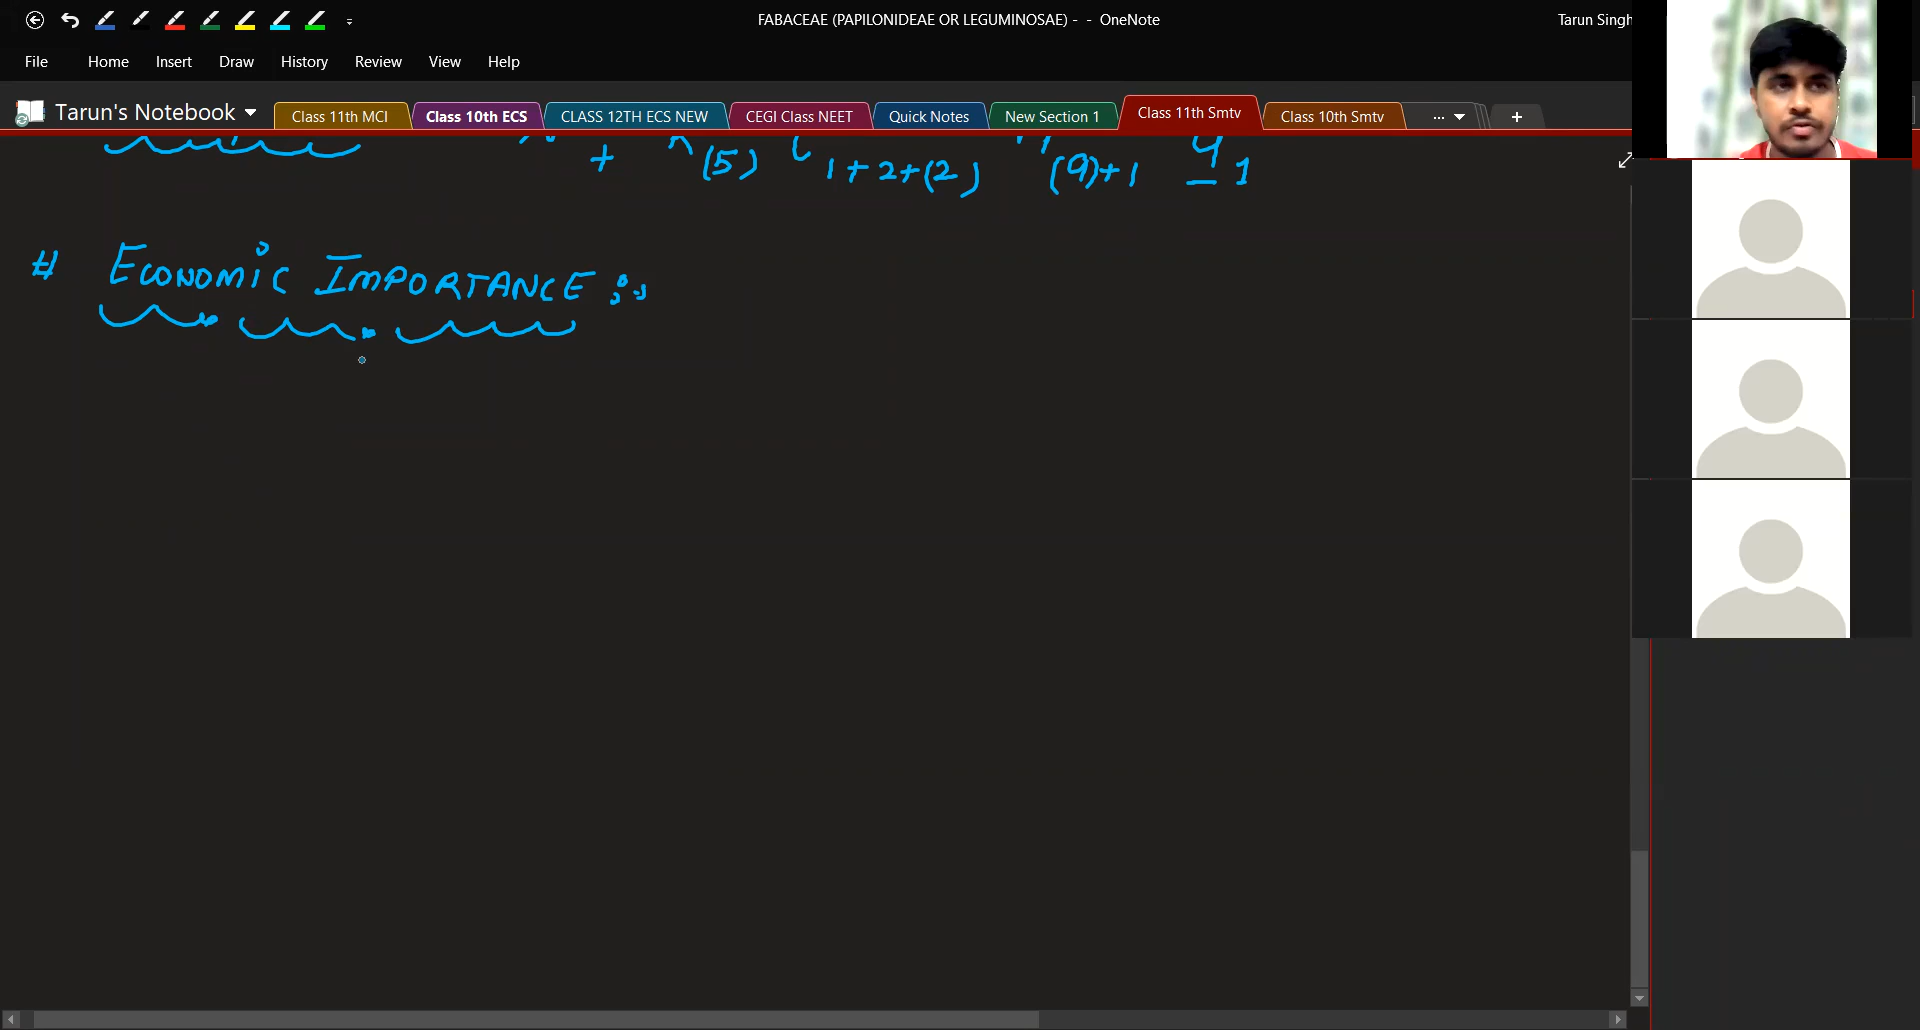 FABACEAE (PAPILONIDEAE OR LEGUMINOSAE) - - OneNote
Tarun Singh
File Home Insert Draw History Review View Help
Tarun's Notebook
Class 11th MCI Class 10th ECS CLASS 12TH ECS NEW CEGI Class NEET Quick Notes New Section 1 Class 11th Smtv Class 10th Smtv ... +
+ (5) 1+2+(2) (9)+1 1
# ECONOMIC IMPORTANCE :-